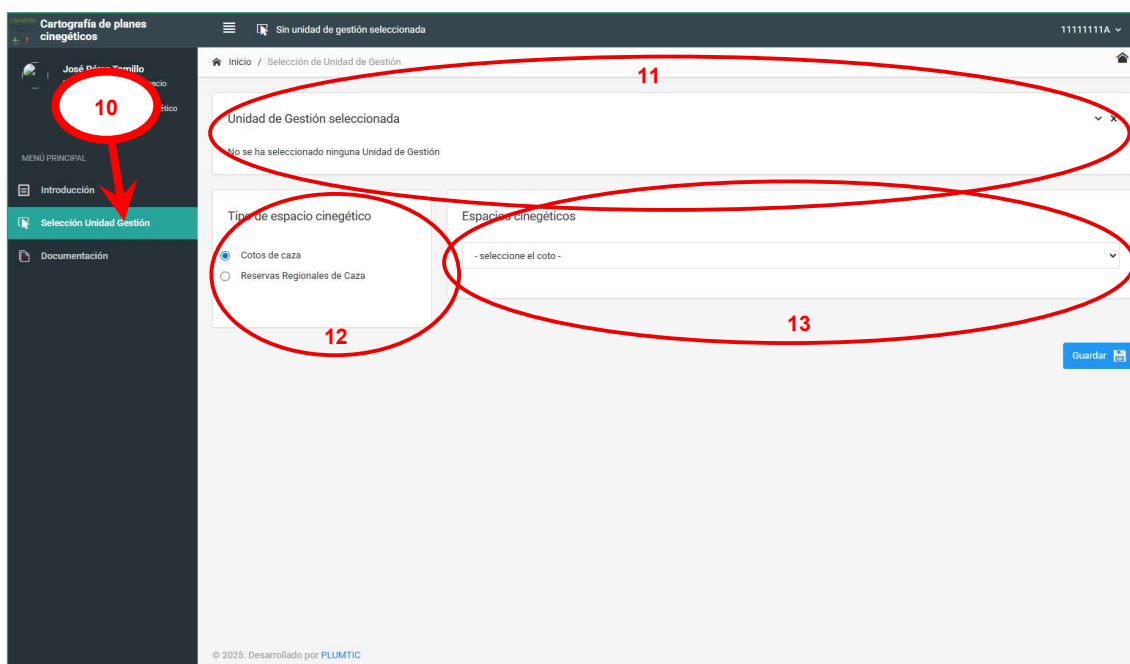 Cartografía de planes
cinegéticos
Sin unidad de gestión seleccionada
11111111A
José Pérez Tomillo
ético
10
MENÚ PRINCIPAL
Introducción
Selección Unidad Gestión
Documentación
Inicio / Selección de Unidad de Gestión
11
Unidad de Gestión seleccionada
No se ha seleccionado ninguna Unidad de Gestión
Tipo de espacio cinegético
Cotos de caza
Reservas Regionales de Caza
12
Espacios cinegéticos
- seleccione el coto -
13
Guardar
© 2025. Desarrollado por PLUMTIC